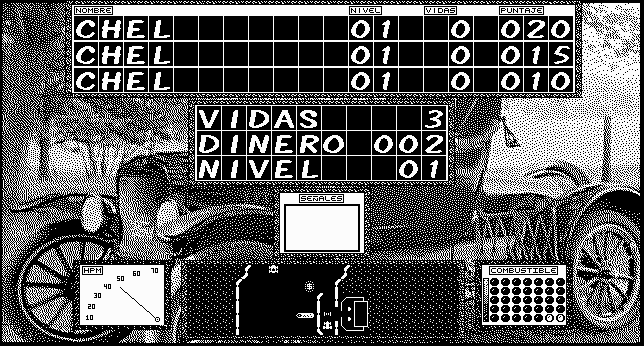 NOMBRE NIVEL VIDAS PUNTAJE
CHEL 01 0 020
CHEL 01 0 015
CHEL 01 0 010
VIDAS 3
DINERO 002
NIVEL 01
SEÑALES
HPM
10 20 30 40 50 60 70
COMBUSTIBLE